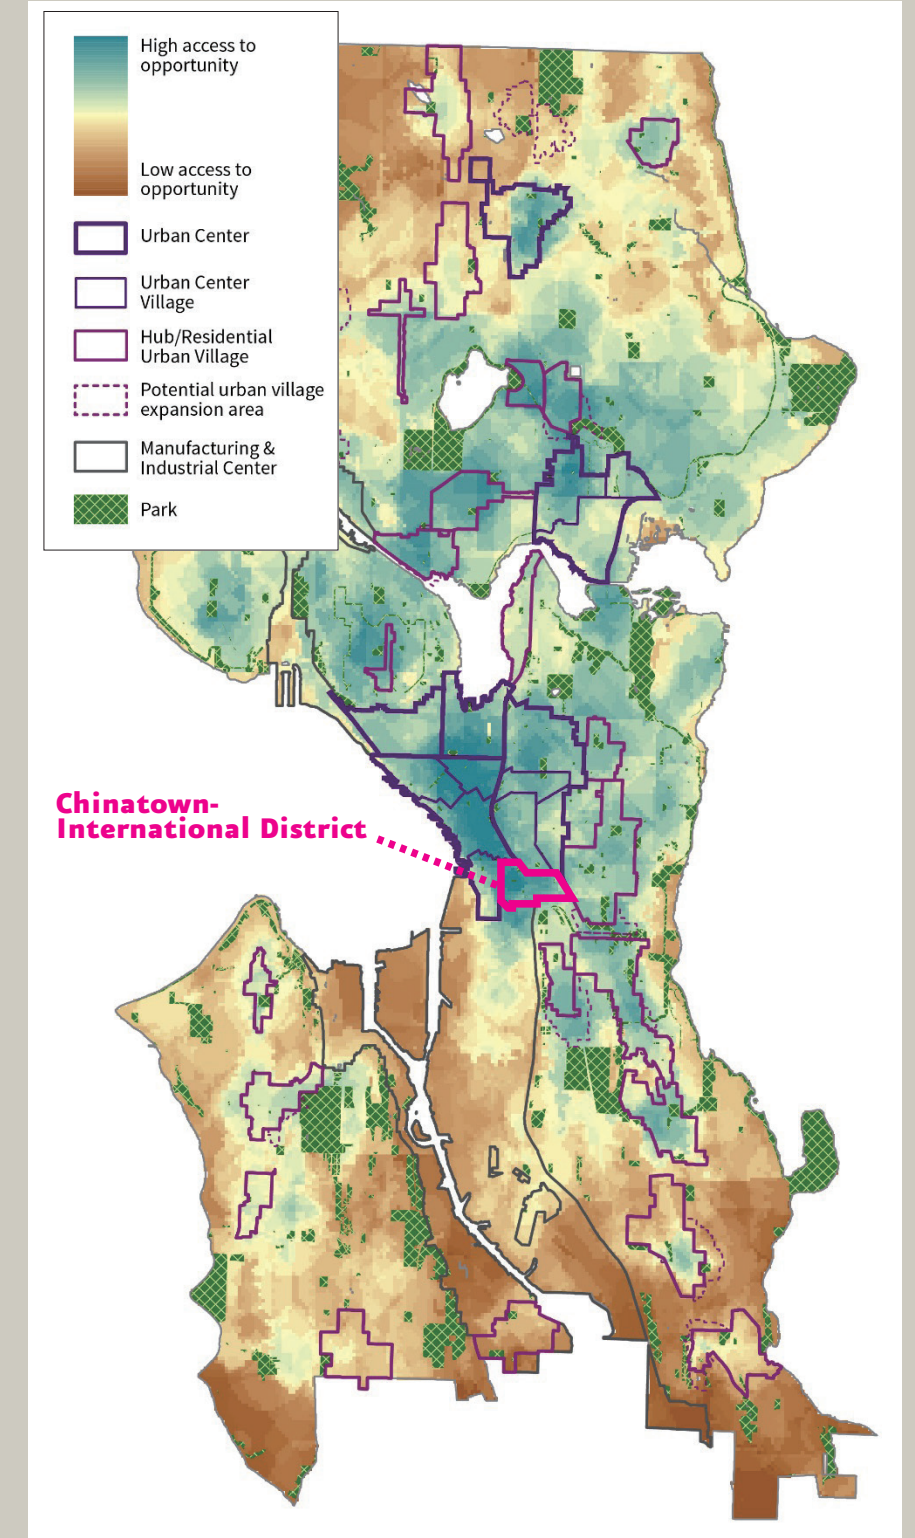 High access to
opportunity
Low access to
opportunity
Urban Center
Urban Center
Village
Hub/Residential
Urban Village
Potential urban village
expansion area
Manufacturing &
Industrial Center
Park
Chinatown-
International District